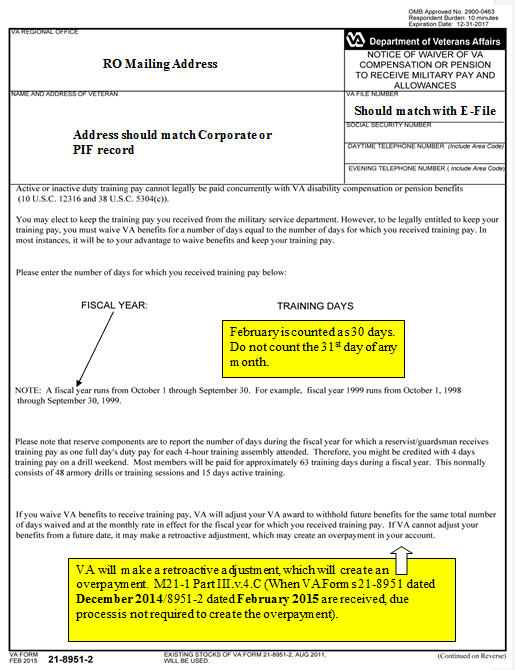 OMB Approved No. 2900-0463
Respondent Burden: 10 minutes
Expiration Date: 12-31-2017
VA REGIONAL OFFICE
RO Mailing Address
VA
Department of Veterans Affairs
NOTICE OF WAIVER OF VA
COMPENSATION OR PENSION
TO RECEIVE MILITARY PAY AND
ALLOWANCES
NAME AND ADDRESS OF VETERAN
Address should match Corporate or
PIF record
VA FILE NUMBER
Should match with E-File
SOCIAL SECURITY NUMBER
DAYTIME TELEPHONE NUMBER (Include Area Code)
EVENING TELEPHONE NUMBER ( Include Area Code)
Active or inactive duty training pay cannot legally be paid concurrently with VA disability compensation or pension benefits
(10 U.S.C. 12316 and 38 U.S.C. 5304(c)).
You may elect to keep the training pay you received from the military service department. However, to be legally entitled to keep your
training pay, you must waive VA benefits for a number of days equal to the number of days for which you received training pay. In
most instances, it will be to your advantage to waive benefits and keep your training pay.
Please enter the number of days for which you received training pay below:
FISCAL YEAR:
TRAINING DAYS
February is counted as 30 days.
Do not count the 31st day of any
month.
NOTE: A fiscal year runs from October 1 through September 30. For example, fiscal year 1999 runs from October 1, 1998
through September 30, 1999.
Please note that reserve components are to report the number of days during the fiscal year for which a reservist/guardsman receives
training pay as one full day's duty pay for each 4-hour training assembly attended. Therefore, you might be credited with 4 days
training pay on a drill weekend. Most members will be paid for approximately 63 training days during a fiscal year. This normally
consists of 48 armory drills or training sessions and 15 days active training.
If you waive VA benefits to receive training pay, VA will adjust your VA award to withhold future benefits for the same total number
of days waived and at the monthly rate in effect for the fiscal year for which you received training pay. If VA cannot adjust your
benefits from a future date, it may make a retroactive adjustment, which may create an overpayment in your account.
VA will make a retroactive adjustment, which will create an
overpayment. M21-1 Part III.v.4.C (When VA Forms 21-8951 dated
December 2014/8951-2 dated February 2015 are received, due
process is not required to create the overpayment).
VA FORM
FEB 2015
21-8951-2
EXISTING STOCKS OF VA FORM 21-8951-2, AUG 2011,
WILL BE USED.
(Continued on Reverse)